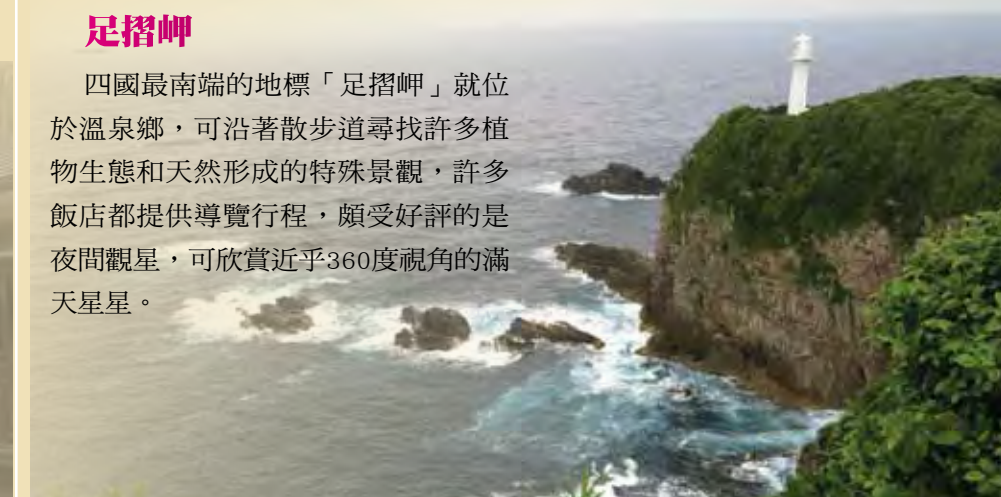 足摺岬
四國最南端的地標「足摺岬」就位
於溫泉鄉，可沿著散步道尋找許多植
物生態和天然形成的特殊景觀，許多
飯店都提供導覽行程，頗受好評的是
夜間觀星，可欣賞近乎360度視角的滿
天星星。